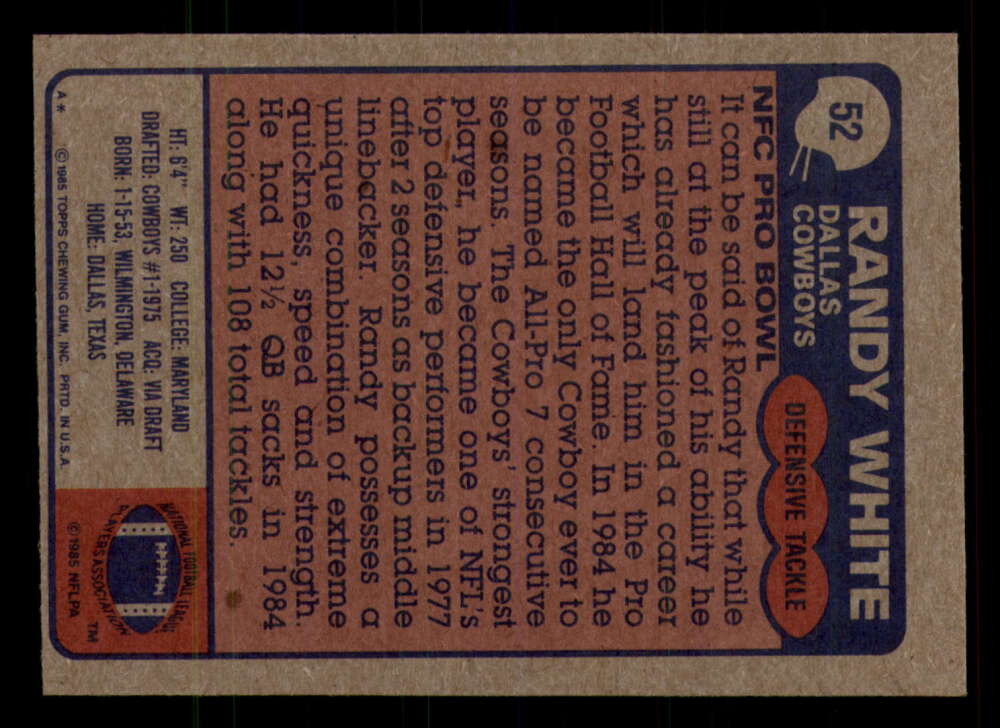 52
RANDY WHITE
DALLAS
COWBOYS
DEFENSIVE TACKLE
NFC PRO BOWL
It can be said of Randy that while
still at the peak of his ability he
has already fashioned a career
which will land him in the Pro
Football Hall of Fame. In 1984 he
became the only Cowboy ever to
be named All-Pro 7 consecutive
seasons. The Cowboys' strongest
player, he became one of NFL's
top defensive performers in 1977
after 2 seasons as backup middle
linebacker. Randy possesses a
unique combination of extreme
quickness, speed and strength.
He had 12½ QB sacks in 1984
along with 108 total tackles.
HT: 6'4" WT: 250 COLLEGE: MARYLAND
DRAFTED: COWBOYS #1-1975 ACQ: VIA DRAFT
BORN: 1-15-53, WILMINGTON, DELAWARE
HOME: DALLAS, TEXAS
A* © 1985 TOPPS CHEWING GUM, INC. PRTD. IN U.S.A.
NATIONAL FOOTBALL LEAGUE
PLAYERS ASSOCIATION
TM
© 1985 NFLPA